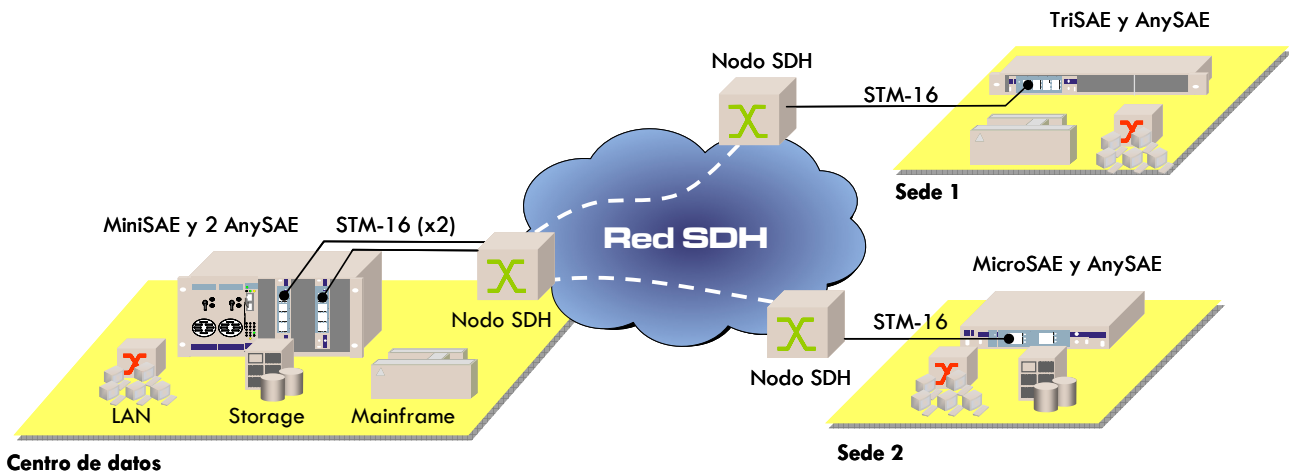 TriSAE y AnySAE
Nodo SDH
STM-16
Sede 1
MiniSAE y 2 AnySAE
STM-16 (x2)
Red SDH
Nodo SDH
MicroSAE y AnySAE
STM-16
Nodo SDH
LAN
Storage
Mainframe
Sede 2
Centro de datos